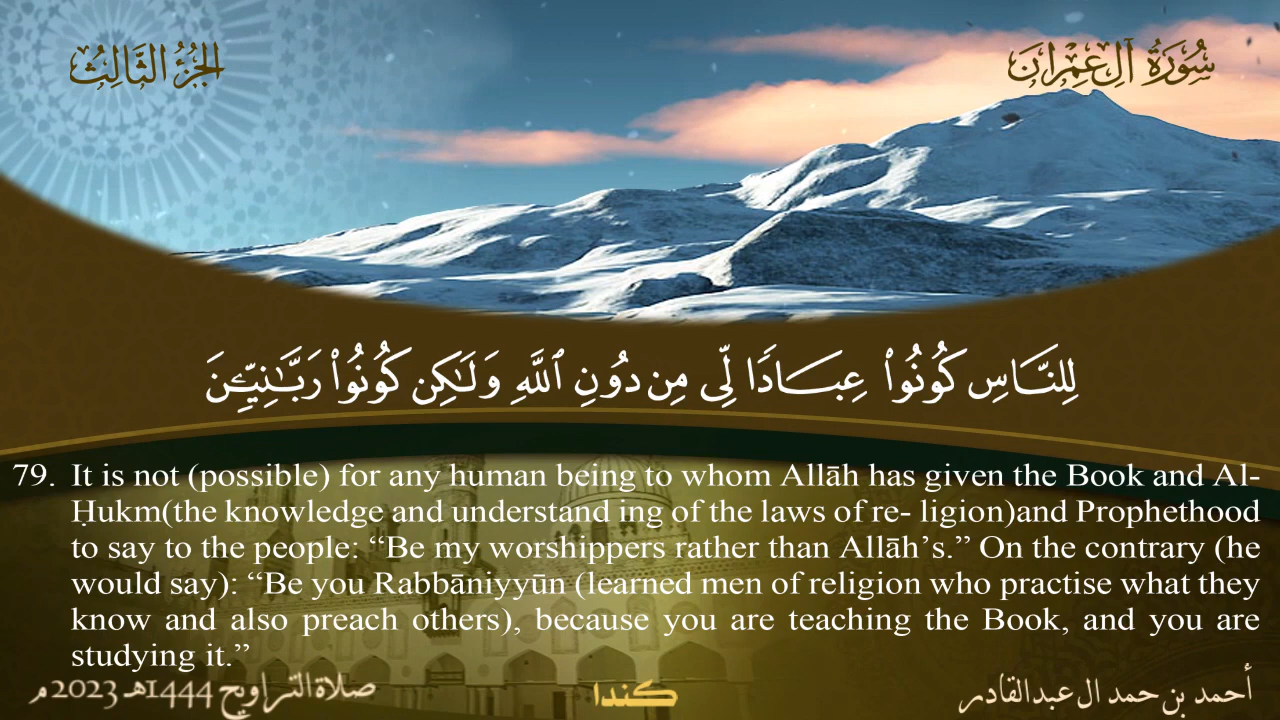 سُورَةُ آلِ عِمْرَانَ
الجُزْءُ الثَّالِثُ
لِلنَّاسِ كُونُوا۟ عِبَادًا لِّى مِن دُونِ ٱللَّهِ وَلَـٰكِن كُونُوا۟ رَبَّـٰنِيِّـۧنَ
79. It is not (possible) for any human being to whom Allāh has given the Book and Al-
Ḥukm(the knowledge and understand ing of the laws of re- ligion)and Prophethood
to say to the people: “Be my worshippers rather than Allāh’s.” On the contrary (he
would say): “Be you Rabbāniyyūn (learned men of religion who practise what they
know and also preach others), because you are teaching the Book, and you are
studying it.”
أحمد بن حمد ال عبدالقادر
كندا
صلاة التراويح 1444هـ 2023م